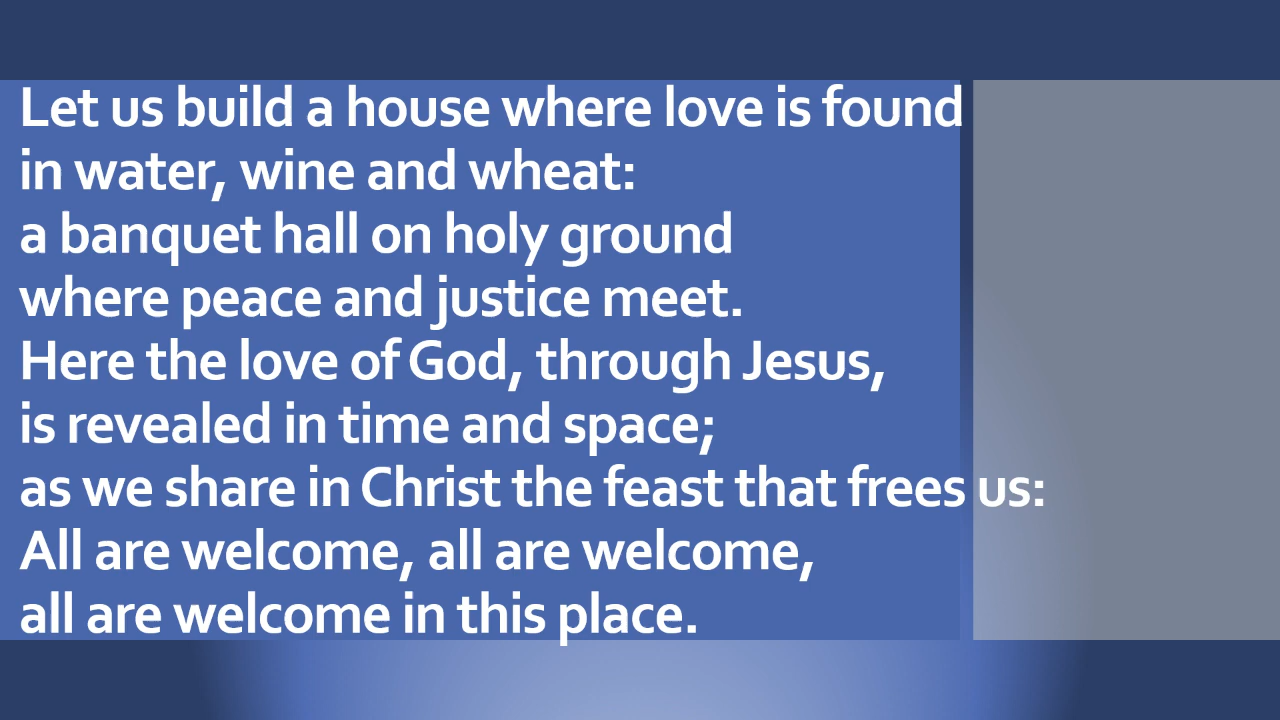 Let us build a house where love is found
in water, wine and wheat:
a banquet hall on holy ground
where peace and justice meet.
Here the love of God, through Jesus,
is revealed in time and space;
as we share in Christ the feast that frees us:
All are welcome, all are welcome,
all are welcome in this place.